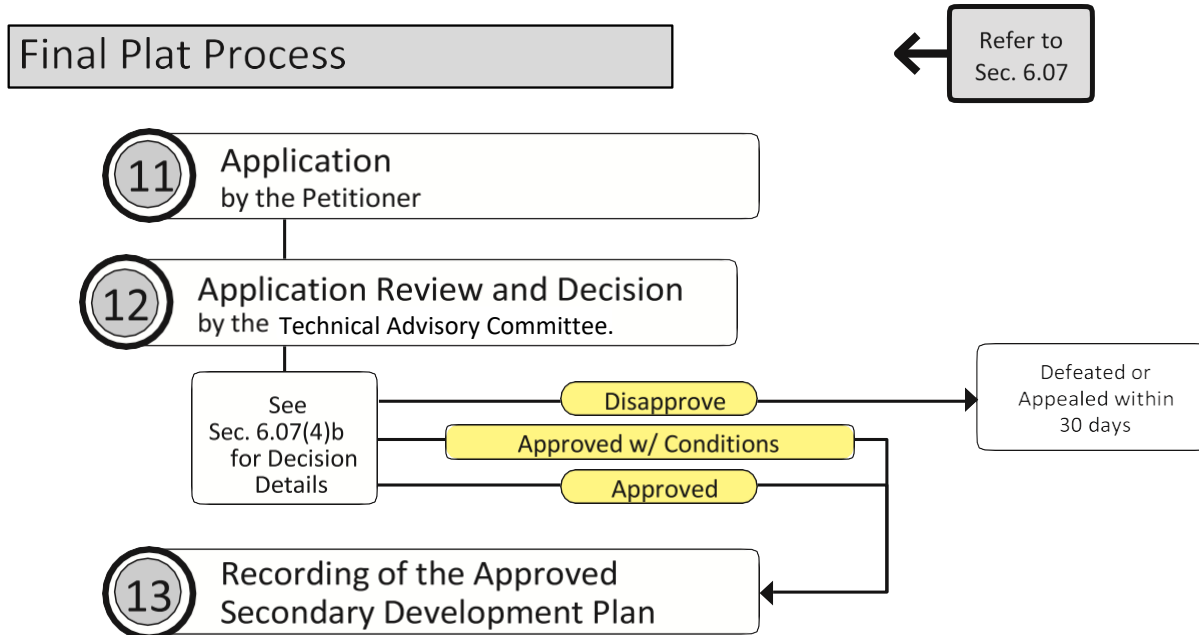 Final Plat Process
Refer to
Sec. 6.07
11
Application
by the Petitioner
12
Application Review and Decision
by the Technical Advisory Committee.
See
Sec. 6.07(4)b
for Decision
Details
Disapprove
Approved w/ Conditions
Approved
Defeated or
Appealed within
30 days
13
Recording of the Approved
Secondary Development Plan